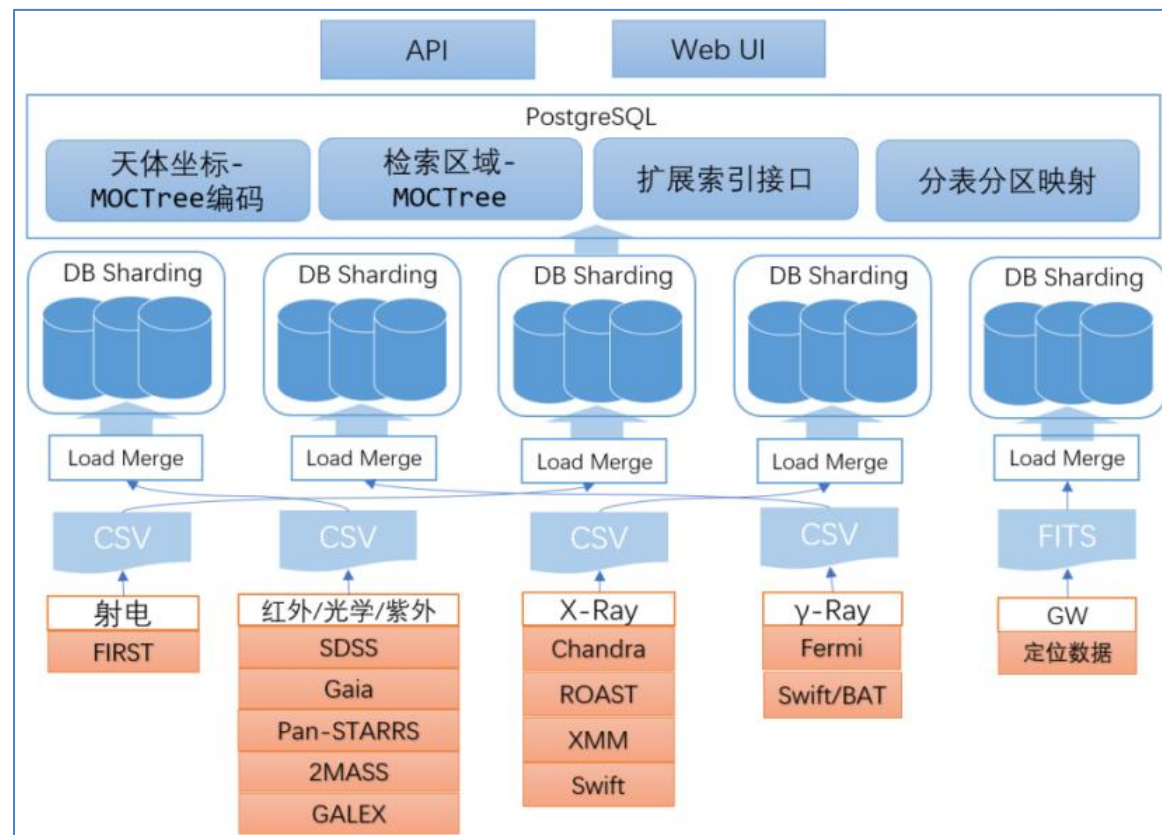 API
Web UI
PostgreSQL
天体坐标-
MOCTree编码
检索区域-
MOCTree
扩展索引接口
分表分区映射
DB Sharding
DB Sharding
DB Sharding
DB Sharding
DB Sharding
Load Merge
Load Merge
Load Merge
Load Merge
Load Merge
CSV
CSV
CSV
CSV
FITS
射电
FIRST
红外/光学/紫外
SDSS
Gaia
Pan-STARRS
2MASS
GALEX
X-Ray
Chandra
ROAST
XMM
Swift
γ-Ray
Fermi
Swift/BAT
GW
定位数据